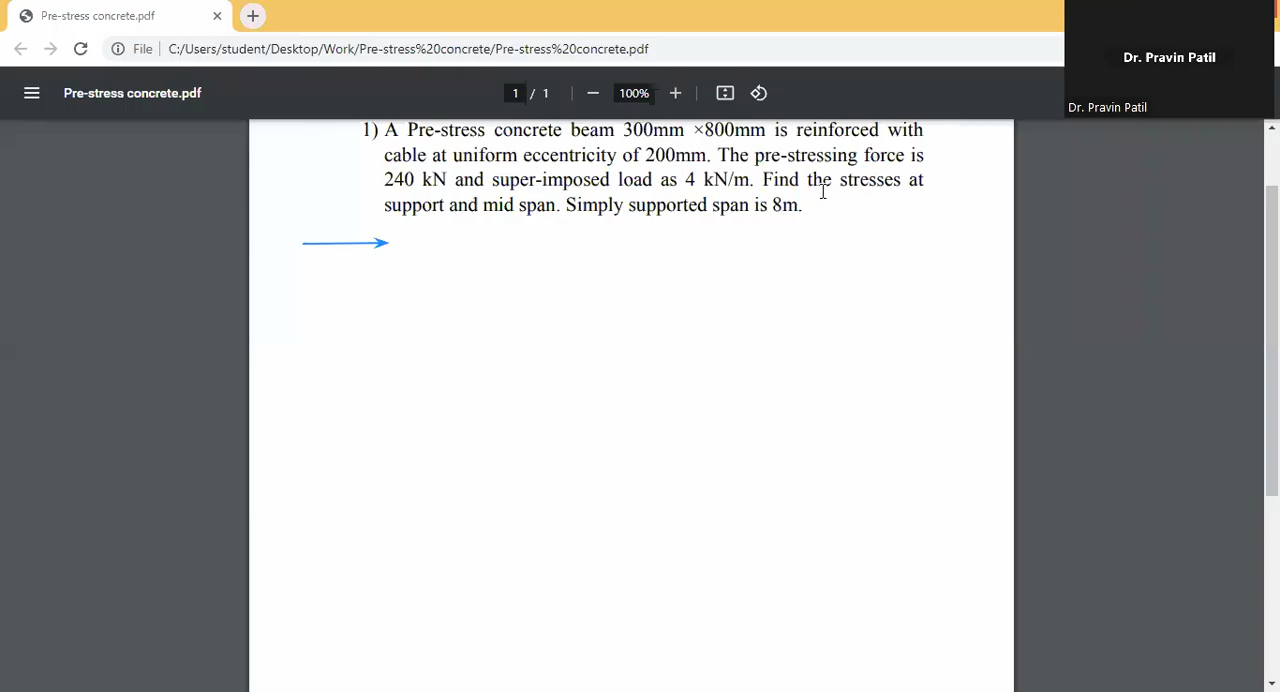 Pre-stress concrete.pdf
File
C:/Users/student/Desktop/Work/Pre-stress%20concrete/Pre-stress%20concrete.pdf
Dr. Pravin Patil
Dr. Pravin Patil
Pre-stress concrete.pdf
1 / 1
100%
1) A Pre-stress concrete beam 300mm ×800mm is reinforced with
cable at uniform eccentricity of 200mm. The pre-stressing force is
240 kN and super-imposed load as 4 kN/m. Find the stresses at
support and mid span. Simply supported span is 8m.